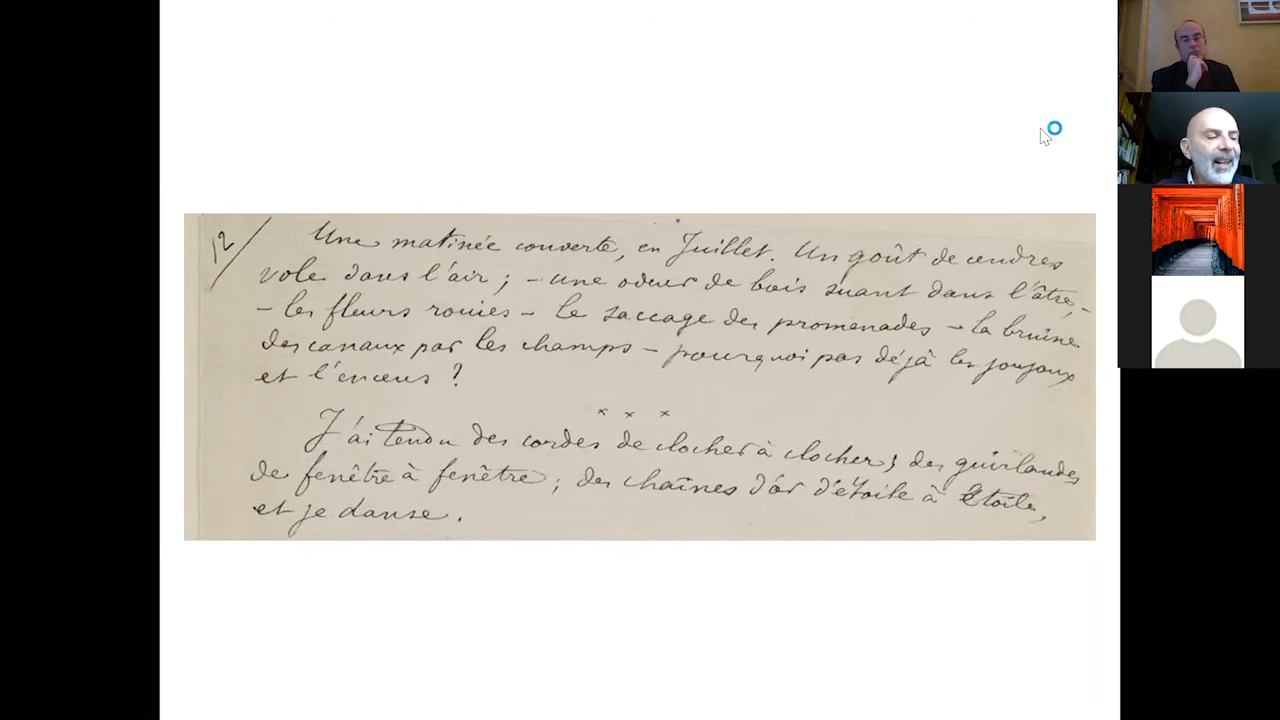 12/ Une matinée couverte, en Juillet. Un goût de cendres
vole dans l'air ; – une odeur de bois suant dans l'âtre, –
– les fleurs rouies – le saccage des promenades – la bruine
des canaux par les champs – pourquoi pas déjà les joujoux
et l'encens ?
x x x
J'ai tendu des cordes de clocher à clocher ; des guirlandes
de fenêtre à fenêtre ; des chaînes d'or d'étoile à étoile,
et je danse.